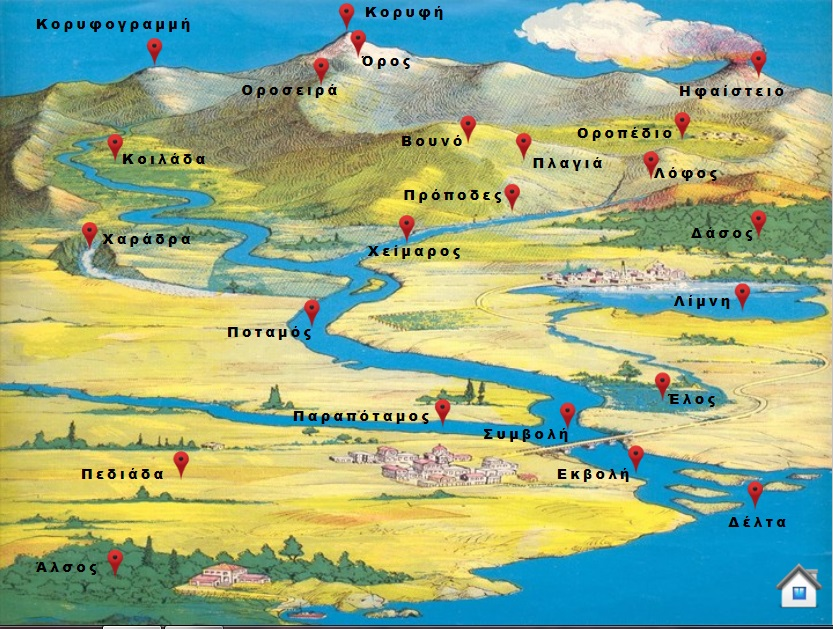 Κορυφή
Κορυφογραμμή
Όρος
Οροσειρά
Ηφαίστειο
Βουνό
Οροπέδιο
Κοιλάδα
Πλαγιά
Λόφος
Πρόποδες
Χαράδρα
Χείμαρος
Δάσος
Λίμνη
Ποταμός
Έλος
Παραπόταμος
Συμβολή
Πεδιάδα
Εκβολή
Δέλτα
Άλσος